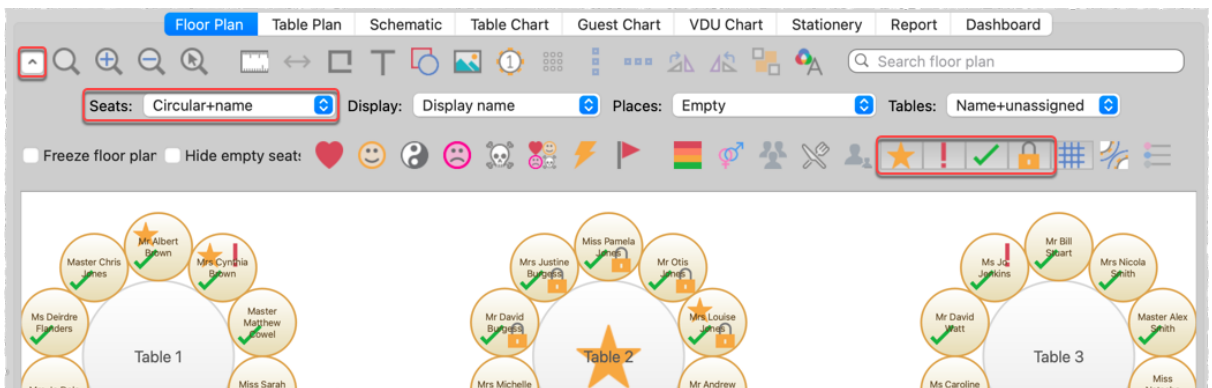 Floor Plan Table Plan Schematic Table Chart Guest Chart VDU Chart Stationery Report Dashboard
T 1 A Search floor plan
Seats: Circular+name Display: Display name Places: Empty Tables: Name+unassigned
Freeze floor plar Hide empty seat:
Mr Albert
Brown
Master Chris
Jones
Mrs Cynthia
Brown
Ms Deirdre
Flanders
Master
Matthew
Cowel
Table 1
Miss Sarah
Miss Pamela
Jones
Mrs Justine
Burgess
Mr Otis
Jones
Mr David
Burgess
Mrs Louise
Jones
Table 2
Mrs Michelle
Mr Andrew
Mr Bill
Stuart
Ms Jo
Jenkins
Mrs Nicola
Smith
Mr David
Watt
Master Alex
Smith
Table 3
Ms Caroline
Miss